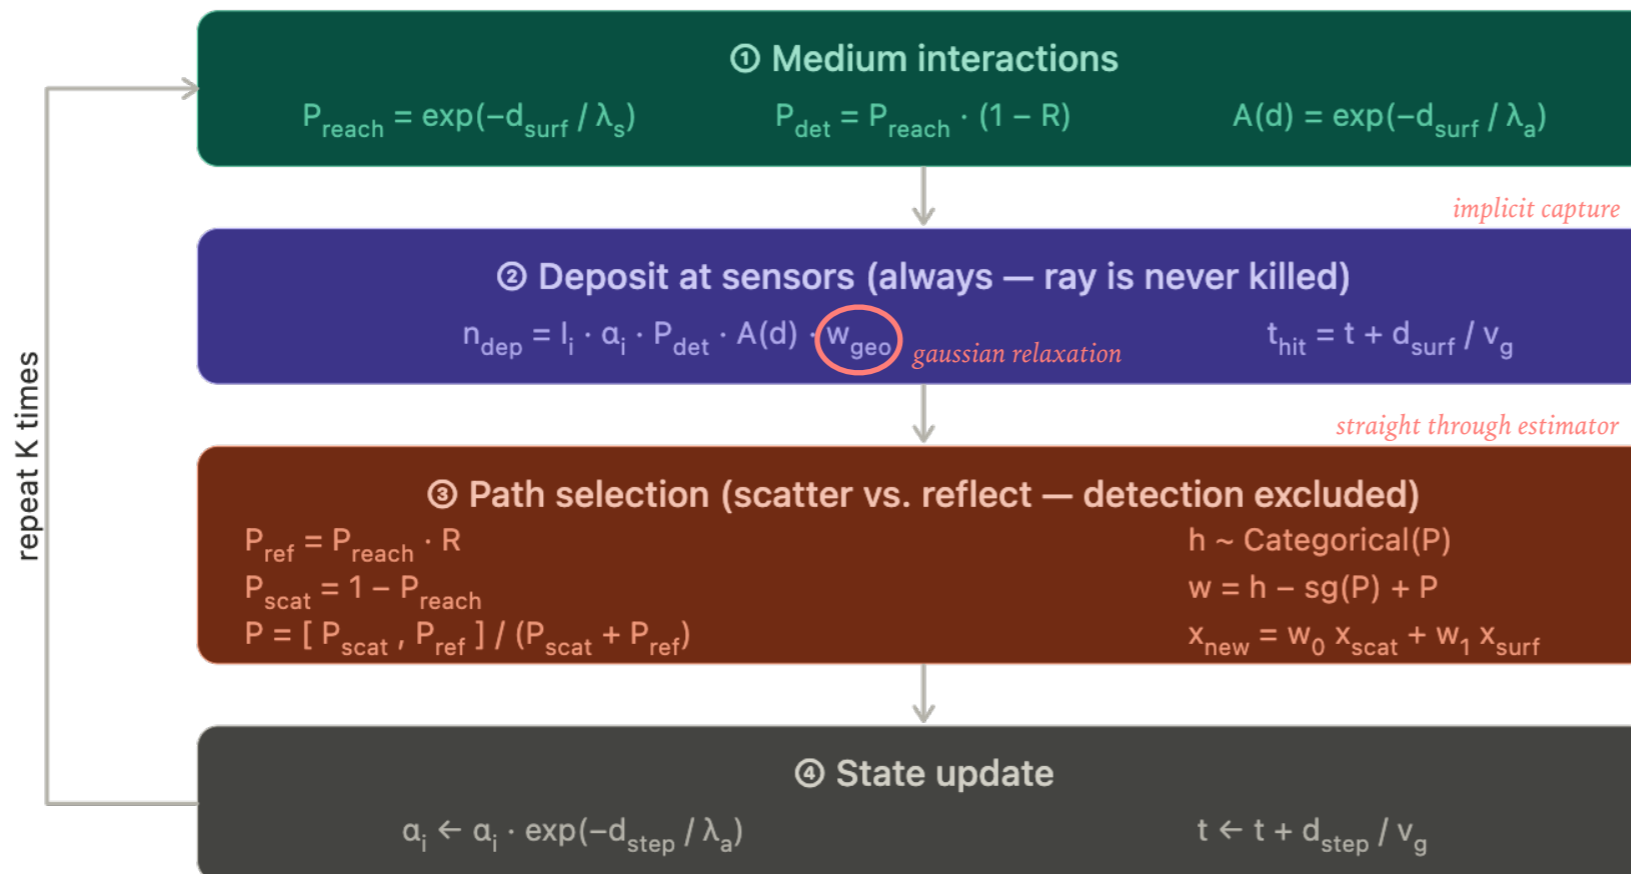 ① Medium interactions
P_reach = exp(−d_surf / λ_s)
P_det = P_reach · (1 − R)
A(d) = exp(−d_surf / λ_a)
implicit capture
② Deposit at sensors (always — ray is never killed)
n_dep = I_i · α_i · P_det · A(d) · w_geo
gaussian relaxation
t_hit = t + d_surf / v_g
straight through estimator
③ Path selection (scatter vs. reflect — detection excluded)
P_ref = P_reach · R
h ~ Categorical(P)
P_scat = 1 − P_reach
w = h − sg(P) + P
P = [ P_scat , P_ref ] / (P_scat + P_ref)
x_new = w_0 x_scat + w_1 x_surf
④ State update
α_i ← α_i · exp(−d_step / λ_a)
t ← t + d_step / v_g
repeat K times